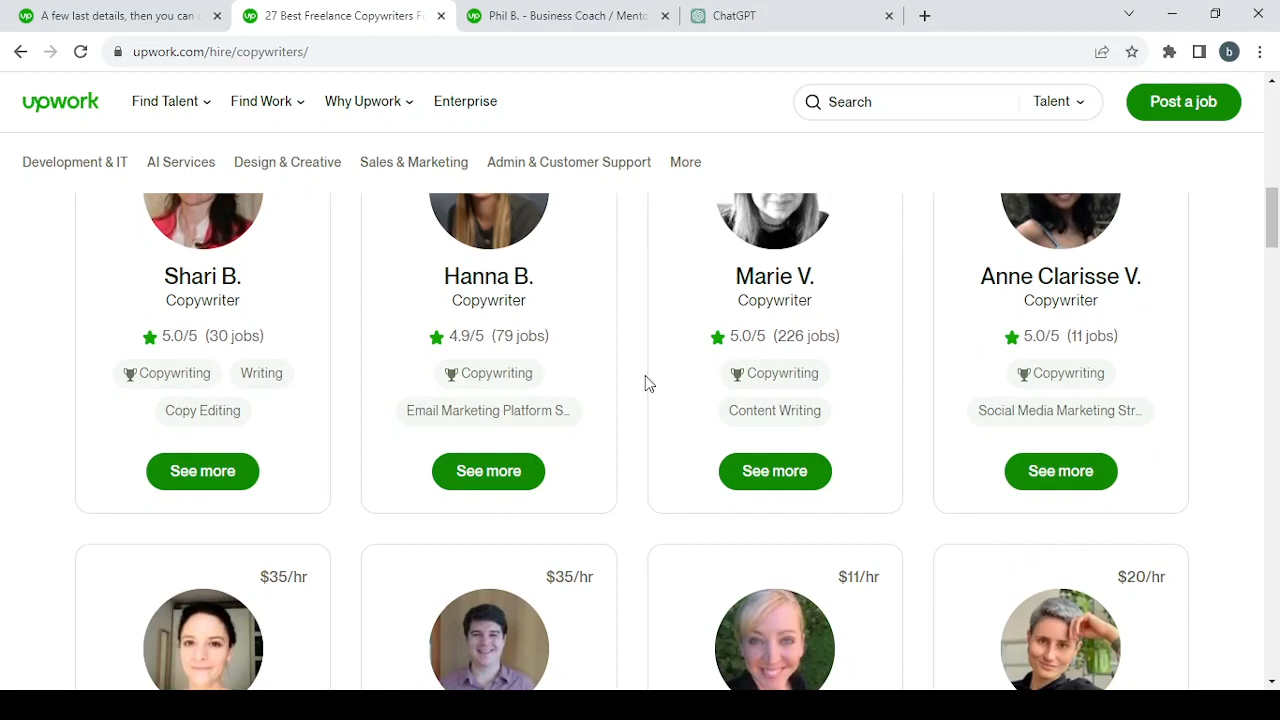 A few last details, then you can
27 Best Freelance Copywriters F
Phil B. - Business Coach / Mento
ChatGPT
upwork.com/hire/copywriters/
b
upwork
Find Talent
Find Work
Why Upwork
Enterprise
Search
Talent
Post a job
Development & IT
AI Services
Design & Creative
Sales & Marketing
Admin & Customer Support
More
Shari B.
Copywriter
5.0/5 (30 jobs)
Copywriting
Writing
Copy Editing
See more
Hanna B.
Copywriter
4.9/5 (79 jobs)
Copywriting
Email Marketing Platform S...
See more
Marie V.
Copywriter
5.0/5 (226 jobs)
Copywriting
Content Writing
See more
Anne Clarisse V.
Copywriter
5.0/5 (11 jobs)
Copywriting
Social Media Marketing Str...
See more
$35/hr
$35/hr
$11/hr
$20/hr